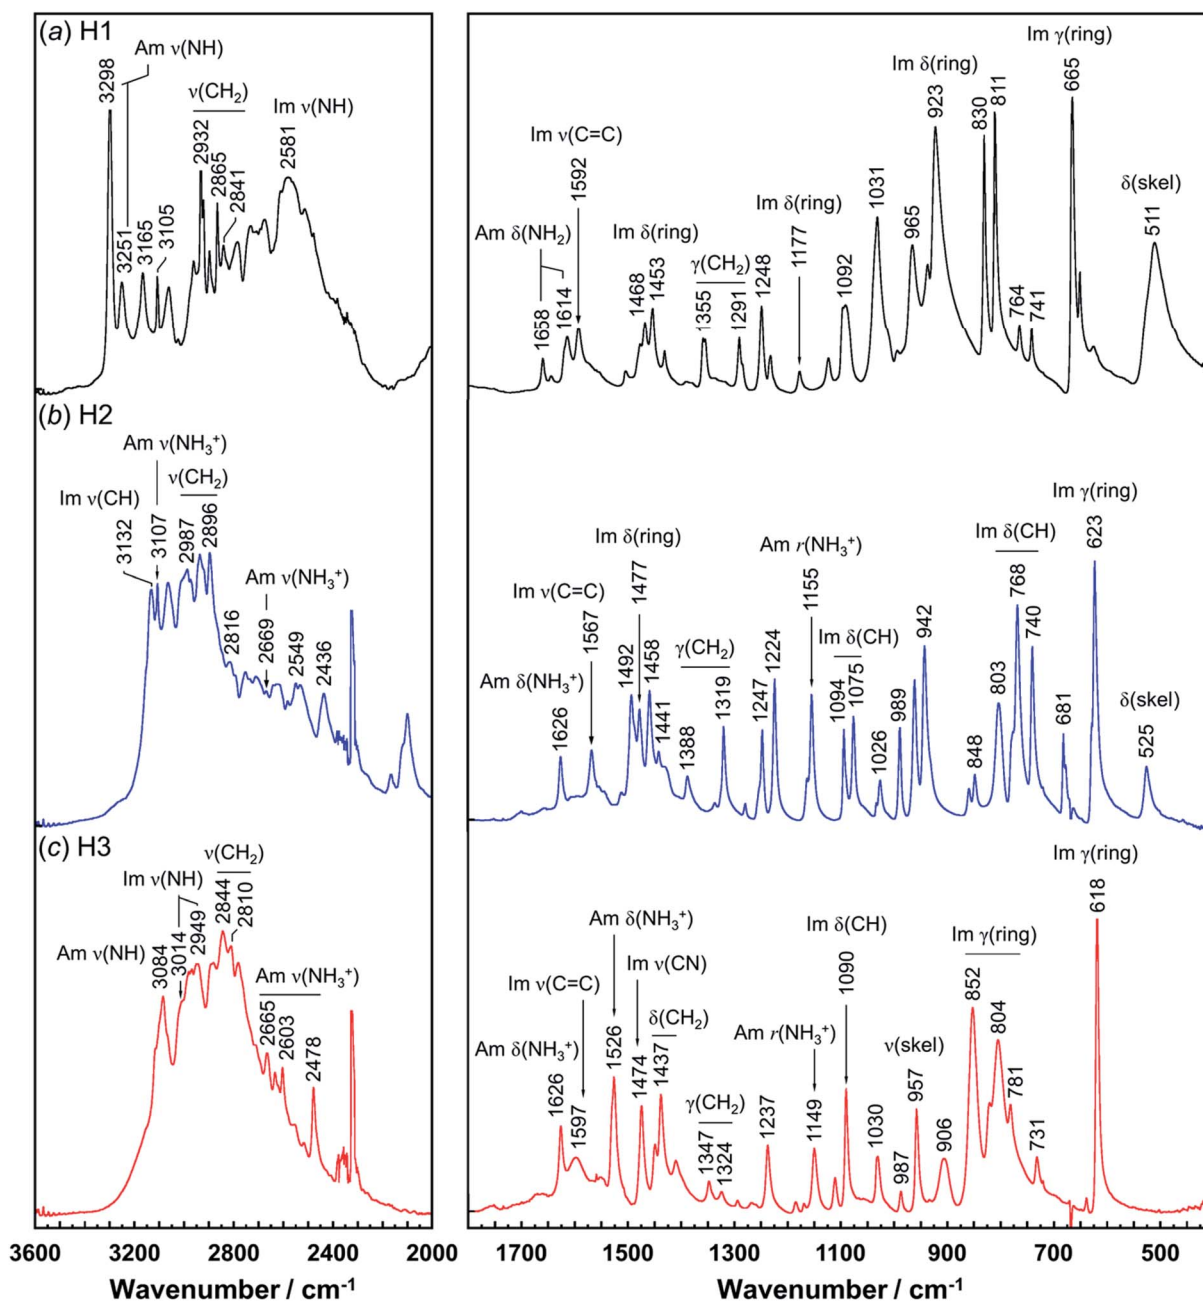 (a) H1
Am ν(NH)
3298
3251
3165
3105
ν(CH₂)
2932
2865
2841
Im ν(NH)
2581
Am δ(NH₂)
1658
1614
Im ν(C=C)
1592
Im δ(ring)
1468
1453
γ(CH₂)
1355
1291
1248
Im δ(ring)
1177
1092
1031
965
Im δ(ring)
923
830
811
764
741
Im γ(ring)
665
δ(skel)
511
(b) H2
Im ν(CH)
3132
Am ν(NH₃⁺)
3107
ν(CH₂)
2987
2896
2816
Am ν(NH₃⁺)
2669
2549
2436
Am δ(NH₃⁺)
1626
Im ν(C=C)
1567
1492
Im δ(ring)
1477
1458
1441
1388
γ(CH₂)
1319
1247
1224
Am r(NH₃⁺)
1155
Im δ(CH)
1094
1075
1026
989
942
848
Im δ(CH)
803
768
740
681
Im γ(ring)
623
δ(skel)
525
(c) H3
Am ν(NH)
3084
Im ν(NH)
3014
2949
ν(CH₂)
2844
2810
Am ν(NH₃⁺)
2665
2603
2478
Am δ(NH₃⁺)
1626
Im ν(C=C)
1597
Am δ(NH₃⁺)
1526
Im ν(CN)
1474
δ(CH₂)
1437
γ(CH₂)
1347
1324
1237
Am r(NH₃⁺)
1149
Im δ(CH)
1090
1030
987
ν(skel)
957
906
Im γ(ring)
852
804
781
731
Im γ(ring)
618
3600 3200 2800 2400 2000
1700 1500 1300 1100 900 700 500
Wavenumber / cm⁻¹
Wavenumber / cm⁻¹